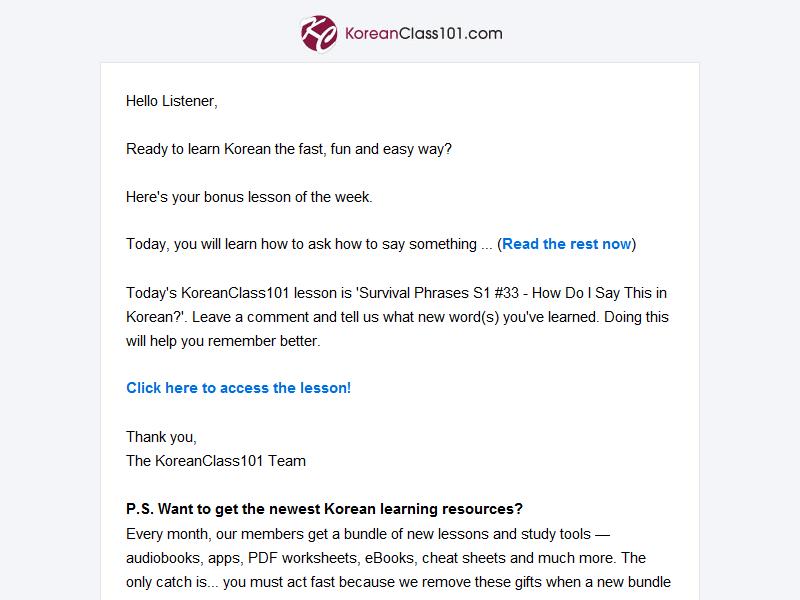 KoreanClass101.com
Hello Listener,
Ready to learn Korean the fast, fun and easy way?
Here's your bonus lesson of the week.
Today, you will learn how to ask how to say something ... (Read the rest now)
Today's KoreanClass101 lesson is 'Survival Phrases S1 #33 - How Do I Say This in
Korean?'. Leave a comment and tell us what new word(s) you've learned. Doing this
will help you remember better.
Click here to access the lesson!
Thank you,
The KoreanClass101 Team
P.S. Want to get the newest Korean learning resources?
Every month, our members get a bundle of new lessons and study tools —
audiobooks, apps, PDF worksheets, eBooks, cheat sheets and much more. The
only catch is... you must act fast because we remove these gifts when a new bundle